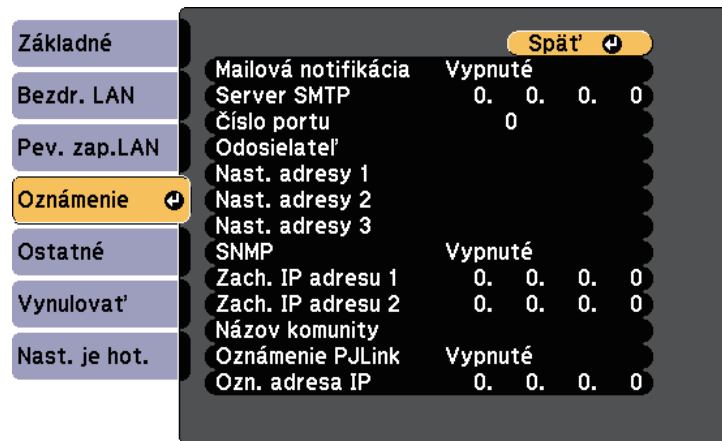 Základné
Bezdr. LAN
Pev. zap.LAN
Oznámenie
Ostatné
Vynulovať
Nast. je hot.
Späť
Mailová notifikácia Vypnuté
Server SMTP 0. 0. 0. 0
Číslo portu 0
Odosielateľ
Nast. adresy 1
Nast. adresy 2
Nast. adresy 3
SNMP Vypnuté
Zach. IP adresu 1 0. 0. 0. 0
Zach. IP adresu 2 0. 0. 0. 0
Názov komunity
Oznámenie PJLink Vypnuté
Ozn. adresa IP 0. 0. 0. 0